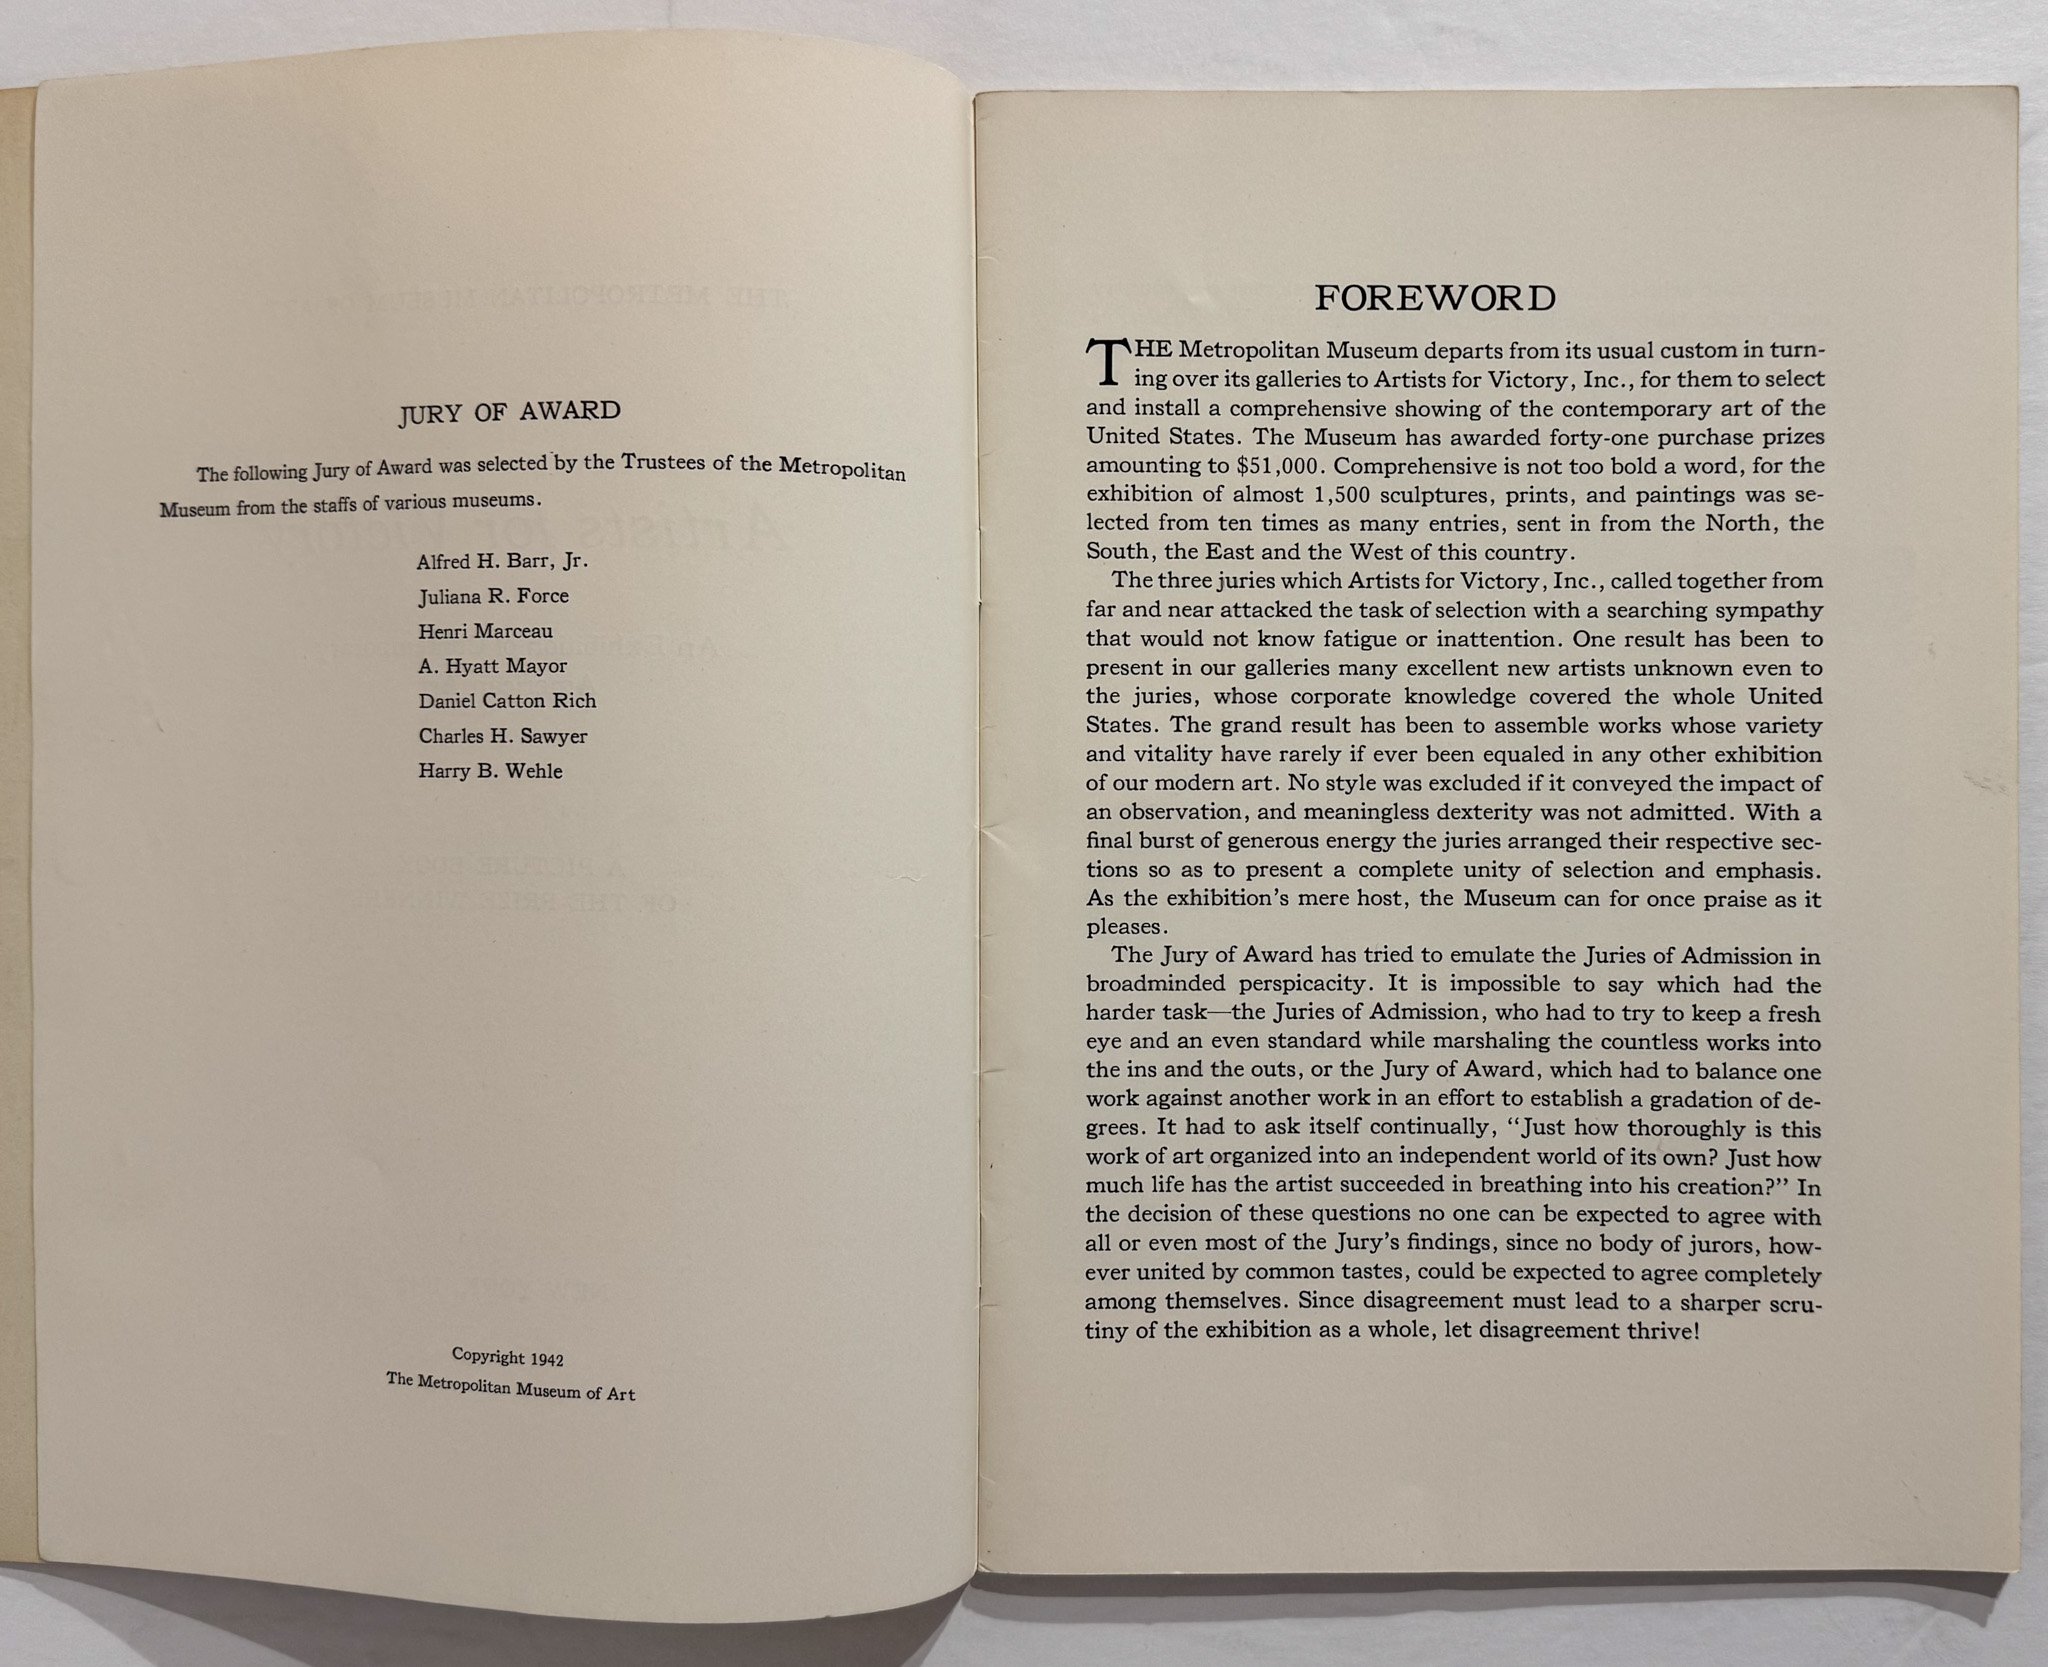 JURY OF AWARD
The following Jury of Award was selected by the Trustees of the Metropolitan
Museum from the staffs of various museums.
Alfred H. Barr, Jr.
Juliana R. Force
Henri Marceau
A. Hyatt Mayor
Daniel Catton Rich
Charles H. Sawyer
Harry B. Wehle
Copyright 1942
The Metropolitan Museum of Art
FOREWORD
THE Metropolitan Museum departs from its usual custom in turn-
ing over its galleries to Artists for Victory, Inc., for them to select
and install a comprehensive showing of the contemporary art of the
United States. The Museum has awarded forty-one purchase prizes
amounting to $51,000. Comprehensive is not too bold a word, for the
exhibition of almost 1,500 sculptures, prints, and paintings was se-
lected from ten times as many entries, sent in from the North, the
South, the East and the West of this country.
The three juries which Artists for Victory, Inc., called together from
far and near attacked the task of selection with a searching sympathy
that would not know fatigue or inattention. One result has been to
present in our galleries many excellent new artists unknown even to
the juries, whose corporate knowledge covered the whole United
States. The grand result has been to assemble works whose variety
and vitality have rarely if ever been equaled in any other exhibition
of our modern art. No style was excluded if it conveyed the impact of
an observation, and meaningless dexterity was not admitted. With a
final burst of generous energy the juries arranged their respective sec-
tions so as to present a complete unity of selection and emphasis.
As the exhibition's mere host, the Museum can for once praise as it
pleases.
The Jury of Award has tried to emulate the Juries of Admission in
broadminded perspicacity. It is impossible to say which had the
harder task—the Juries of Admission, who had to try to keep a fresh
eye and an even standard while marshaling the countless works into
the ins and the outs, or the Jury of Award, which had to balance one
work against another work in an effort to establish a gradation of de-
grees. It had to ask itself continually, "Just how thoroughly is this
work of art organized into an independent world of its own? Just how
much life has the artist succeeded in breathing into his creation?" In
the decision of these questions no one can be expected to agree with
all or even most of the Jury's findings, since no body of jurors, how-
ever united by common tastes, could be expected to agree completely
among themselves. Since disagreement must lead to a sharper scru-
tiny of the exhibition as a whole, let disagreement thrive!